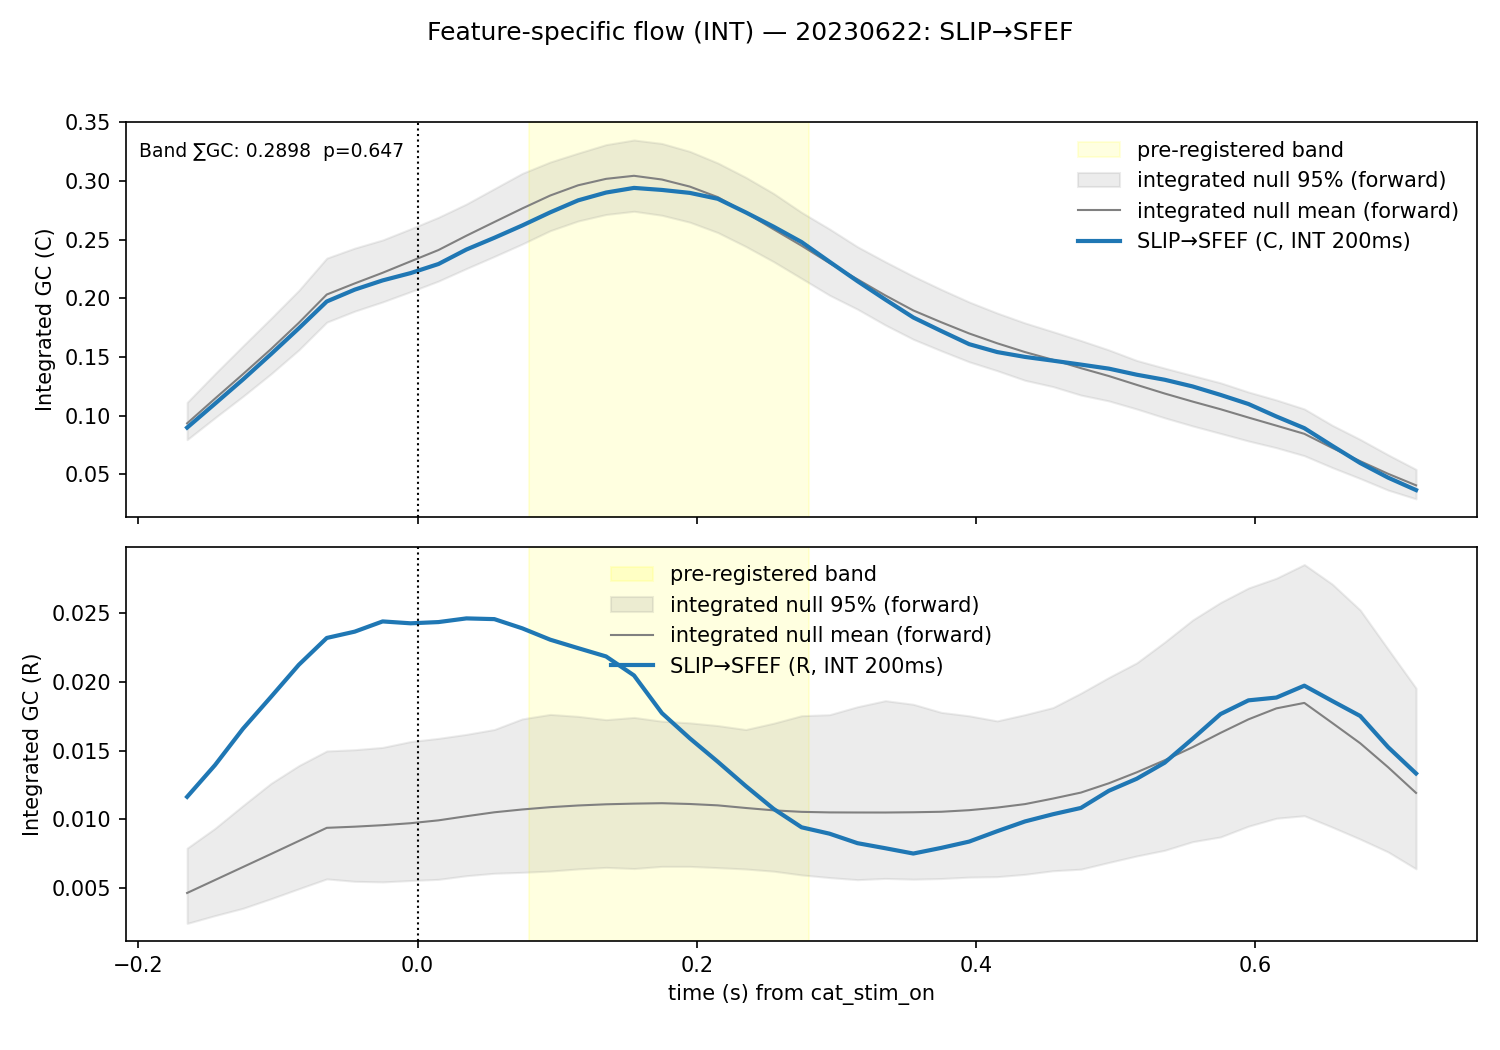 Feature-specific flow (INT) — 20230622: SLIP→SFEF
Band ∑GC: 0.2898  p=0.647
pre-registered band
integrated null 95% (forward)
integrated null mean (forward)
SLIP→SFEF (C, INT 200ms)
Integrated GC (C)
0.35
0.30
0.25
0.20
0.15
0.10
0.05
pre-registered band
integrated null 95% (forward)
integrated null mean (forward)
SLIP→SFEF (R, INT 200ms)
Integrated GC (R)
0.025
0.020
0.015
0.010
0.005
−0.2 0.0 0.2 0.4 0.6
time (s) from cat_stim_on